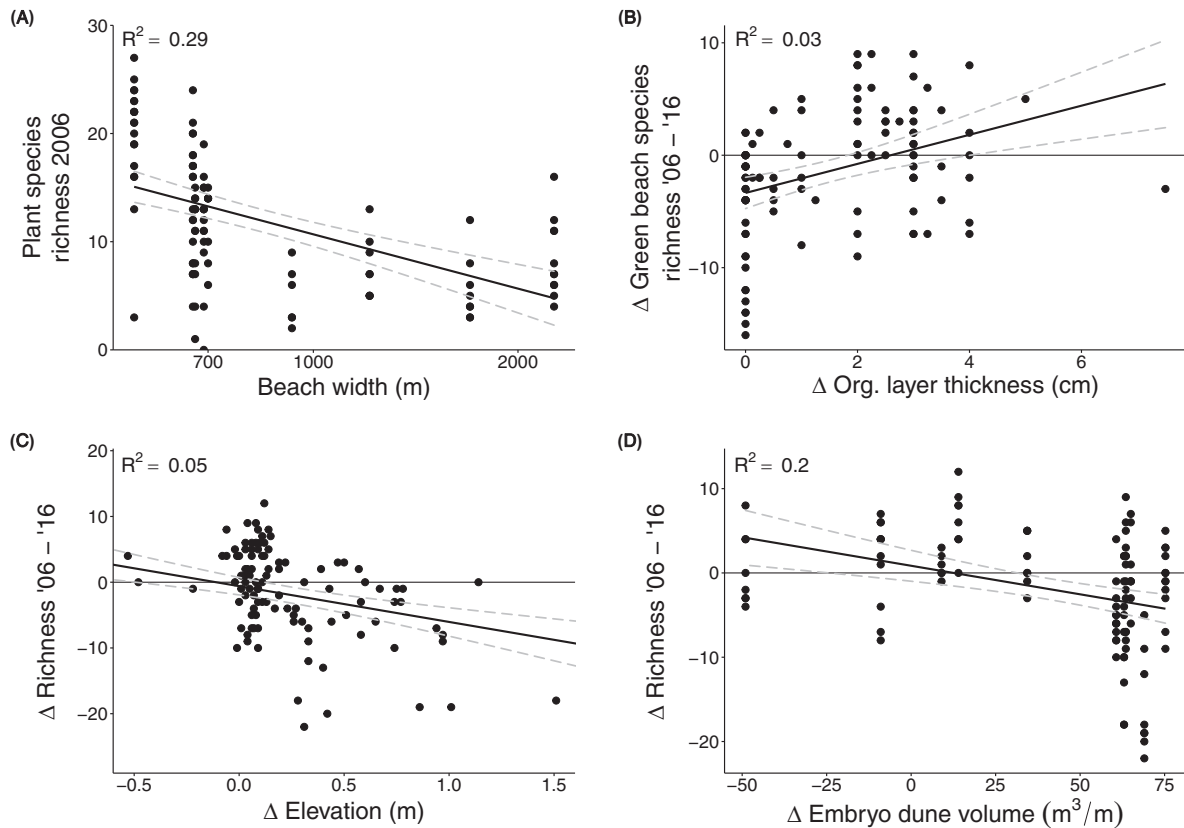 (A)
R² = 0.29
Plant species
richness 2006
30
20
10
0
700
1000
2000
Beach width (m)
(B)
R² = 0.03
Δ Green beach species
richness '06 – '16
10
0
−10
0
2
4
6
Δ Org. layer thickness (cm)
(C)
R² = 0.05
Δ Richness '06 – '16
20
10
0
−10
−20
−0.5
0.0
0.5
1.0
1.5
Δ Elevation (m)
(D)
R² = 0.2
Δ Richness '06 – '16
10
0
−10
−20
−50
−25
0
25
50
75
Δ Embryo dune volume (m³/m)